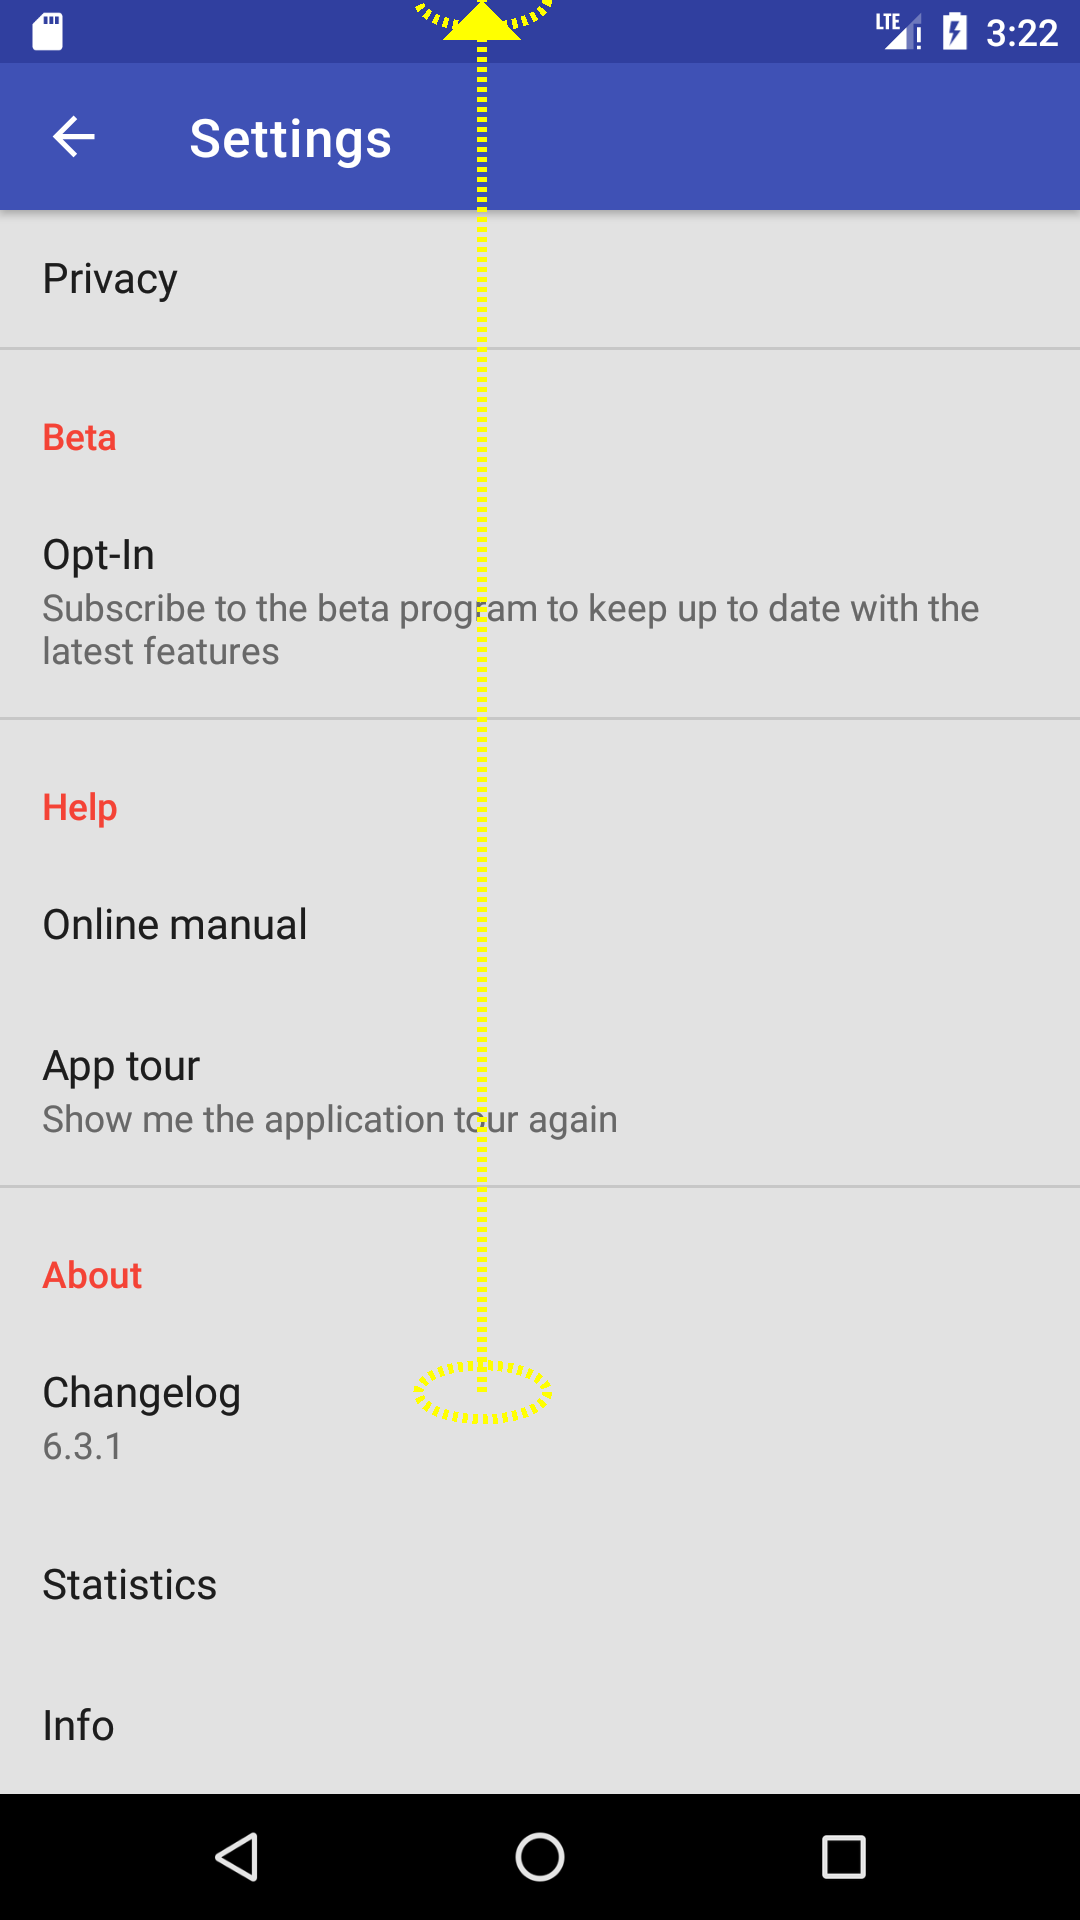 LTE 3:22
Settings
Privacy
Beta
Opt-In
Subscribe to the beta program to keep up to date with the
latest features
Help
Online manual
App tour
Show me the application tour again
About
Changelog
6.3.1
Statistics
Info